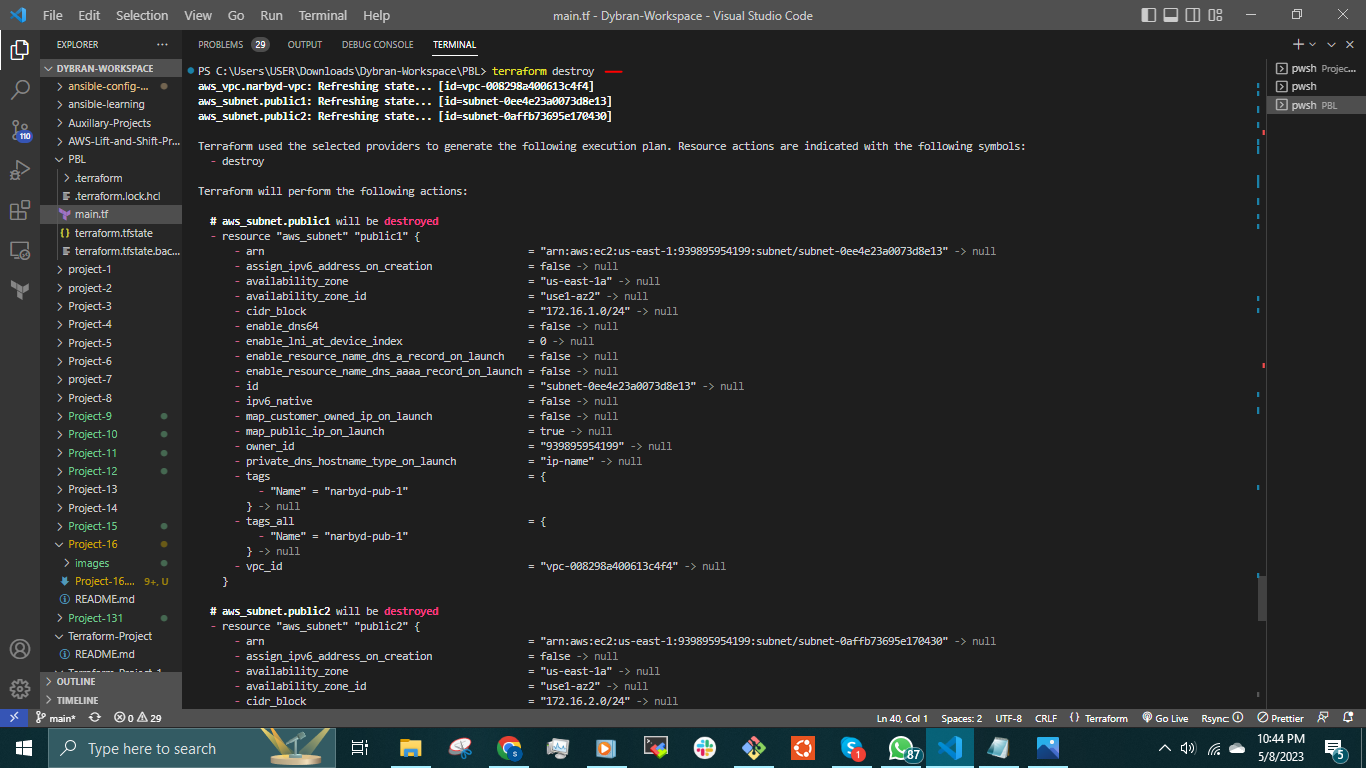 File Edit Selection View Go Run Terminal Help
main.tf - Dybran-Workspace - Visual Studio Code
EXPLORER
DYBRAN-WORKSPACE
ansible-config-...
ansible-learning
Auxillary-Projects
AWS-Lift-and-Shift-Pr...
PBL
.terraform
.terraform.lock.hcl
main.tf
terraform.tfstate
terraform.tfstate.bac...
project-1
project-2
Project-3
Project-4
Project-5
Project-6
project-7
Project-8
Project-9
Project-10
Project-11
Project-12
Project-13
Project-14
Project-15
Project-16
images
Project-16.... 9+, U
README.md
Project-131
Terraform-Project
README.md
Terraform-Project-1
OUTLINE
TIMELINE
110
PROBLEMS 29 OUTPUT DEBUG CONSOLE TERMINAL
PS C:\Users\USER\Downloads\Dybran-Workspace\PBL> terraform destroy
aws_vpc.narbyd-vpc: Refreshing state... [id=vpc-008298a400613c4f4]
aws_subnet.public1: Refreshing state... [id=subnet-0ee4e23a0073d8e13]
aws_subnet.public2: Refreshing state... [id=subnet-0affb73695e170430]
Terraform used the selected providers to generate the following execution plan. Resource actions are indicated with the following symbols:
- destroy
Terraform will perform the following actions:
# aws_subnet.public1 will be destroyed
- resource "aws_subnet" "public1" {
- arn = "arn:aws:ec2:us-east-1:939895954199:subnet/subnet-0ee4e23a0073d8e13" -> null
- assign_ipv6_address_on_creation = false -> null
- availability_zone = "us-east-1a" -> null
- availability_zone_id = "use1-az2" -> null
- cidr_block = "172.16.1.0/24" -> null
- enable_dns64 = false -> null
- enable_lni_at_device_index = 0 -> null
- enable_resource_name_dns_a_record_on_launch = false -> null
- enable_resource_name_dns_aaaa_record_on_launch = false -> null
- id = "subnet-0ee4e23a0073d8e13" -> null
- ipv6_native = false -> null
- map_customer_owned_ip_on_launch = false -> null
- map_public_ip_on_launch = true -> null
- owner_id = "939895954199" -> null
- private_dns_hostname_type_on_launch = "ip-name" -> null
- tags = {
- "Name" = "narbyd-pub-1"
} -> null
- tags_all = {
- "Name" = "narbyd-pub-1"
} -> null
- vpc_id = "vpc-008298a400613c4f4" -> null
}
# aws_subnet.public2 will be destroyed
- resource "aws_subnet" "public2" {
- arn = "arn:aws:ec2:us-east-1:939895954199:subnet/subnet-0affb73695e170430" -> null
- assign_ipv6_address_on_creation = false -> null
- availability_zone = "us-east-1a" -> null
- availability_zone_id = "use1-az2" -> null
- cidr_block = "172.16.2.0/24" -> null
pwsh Projec...
pwsh
pwsh PBL
main* 0 29
Ln 40, Col 1 Spaces: 2 UTF-8 CRLF Terraform Go Live Rsync: Prettier
Type here to search
1
87
10:44 PM
5/8/2023
5